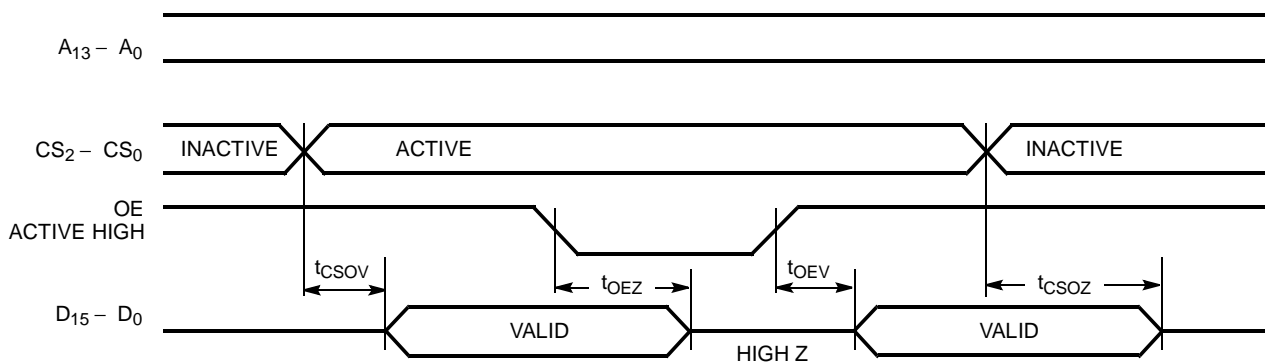 A13 – A0
CS2 – CS0
INACTIVE
ACTIVE
INACTIVE
OE
ACTIVE HIGH
tCSOV
tOEZ
tOEV
tCSOZ
D15 – D0
VALID
HIGH Z
VALID